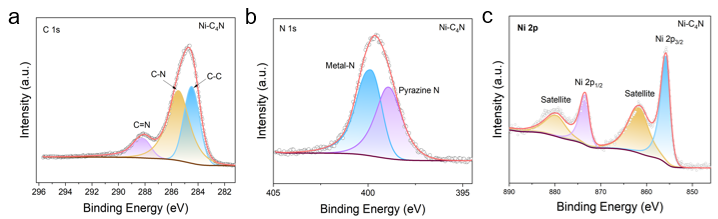 a
C 1s
Ni-C₄N
C-N
C-C
C=N
Intensity (a.u.)
296 294 292 290 288 286 284 282
Binding Energy (eV)
b
N 1s
Ni-C₄N
Metal-N
Pyrazine N
Intensity (a.u.)
405 400 395
Binding Energy (eV)
c
Ni 2p
Ni-C₄N
Ni 2p₃/₂
Ni 2p₁/₂
Satellite
Satellite
Intensity (a.u.)
890 880 870 860 850
Binding Energy (eV)